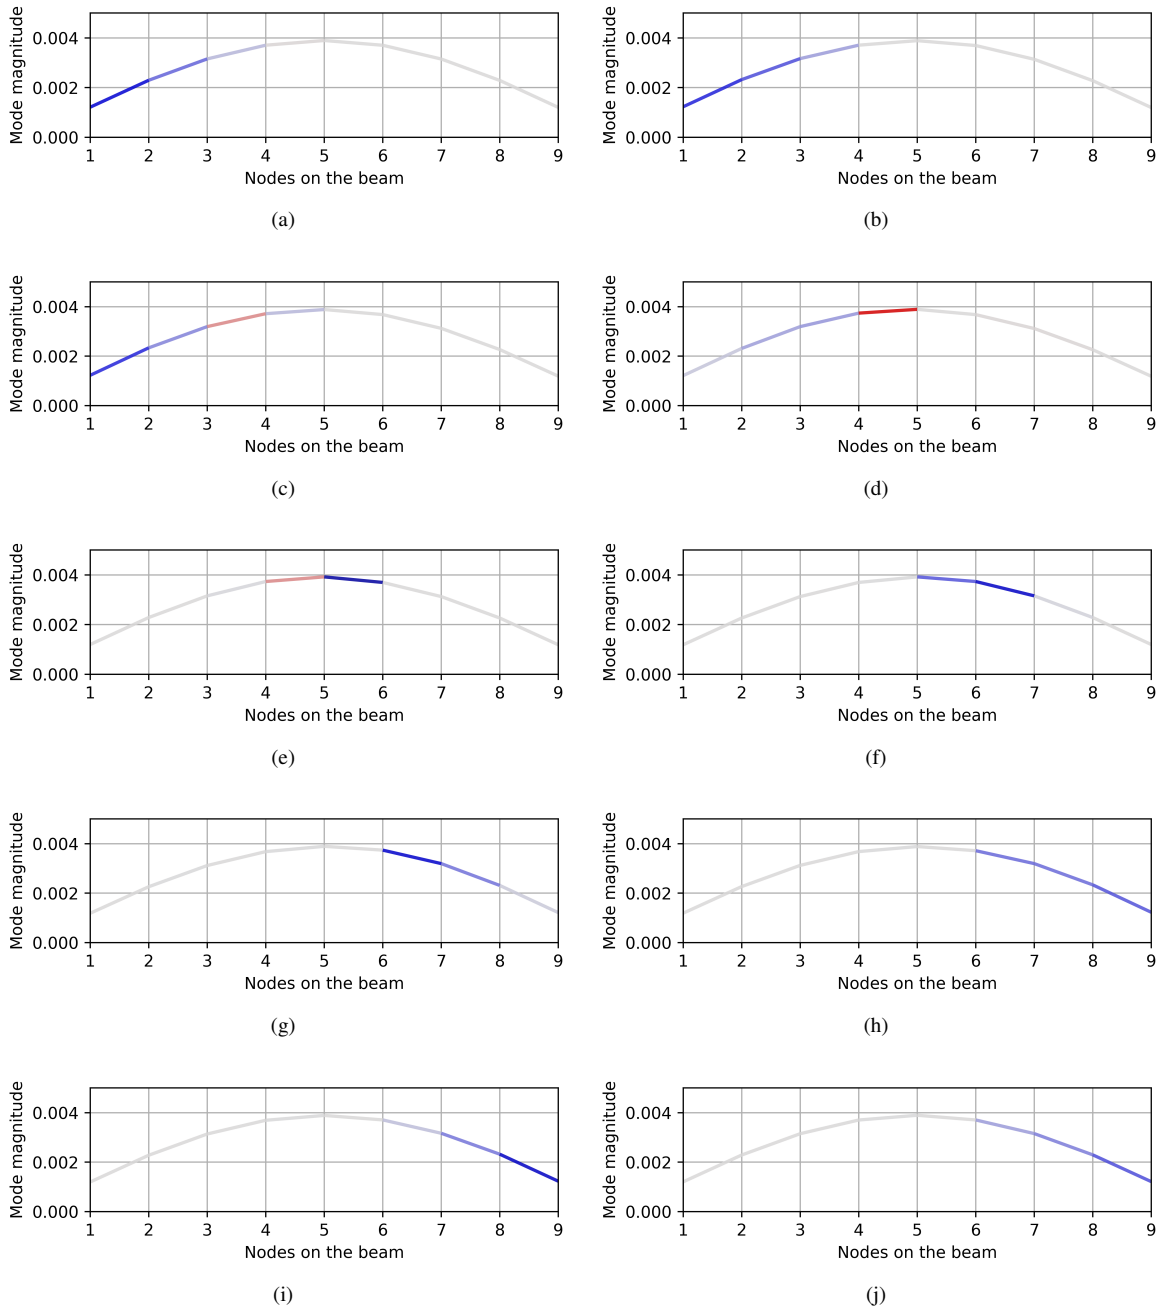 Mode magnitude
0.004
0.002
0.000
1 2 3 4 5 6 7 8 9
Nodes on the beam
(a)
Mode magnitude
0.004
0.002
0.000
1 2 3 4 5 6 7 8 9
Nodes on the beam
(b)
Mode magnitude
0.004
0.002
0.000
1 2 3 4 5 6 7 8 9
Nodes on the beam
(c)
Mode magnitude
0.004
0.002
0.000
1 2 3 4 5 6 7 8 9
Nodes on the beam
(d)
Mode magnitude
0.004
0.002
0.000
1 2 3 4 5 6 7 8 9
Nodes on the beam
(e)
Mode magnitude
0.004
0.002
0.000
1 2 3 4 5 6 7 8 9
Nodes on the beam
(f)
Mode magnitude
0.004
0.002
0.000
1 2 3 4 5 6 7 8 9
Nodes on the beam
(g)
Mode magnitude
0.004
0.002
0.000
1 2 3 4 5 6 7 8 9
Nodes on the beam
(h)
Mode magnitude
0.004
0.002
0.000
1 2 3 4 5 6 7 8 9
Nodes on the beam
(i)
Mode magnitude
0.004
0.002
0.000
1 2 3 4 5 6 7 8 9
Nodes on the beam
(j)